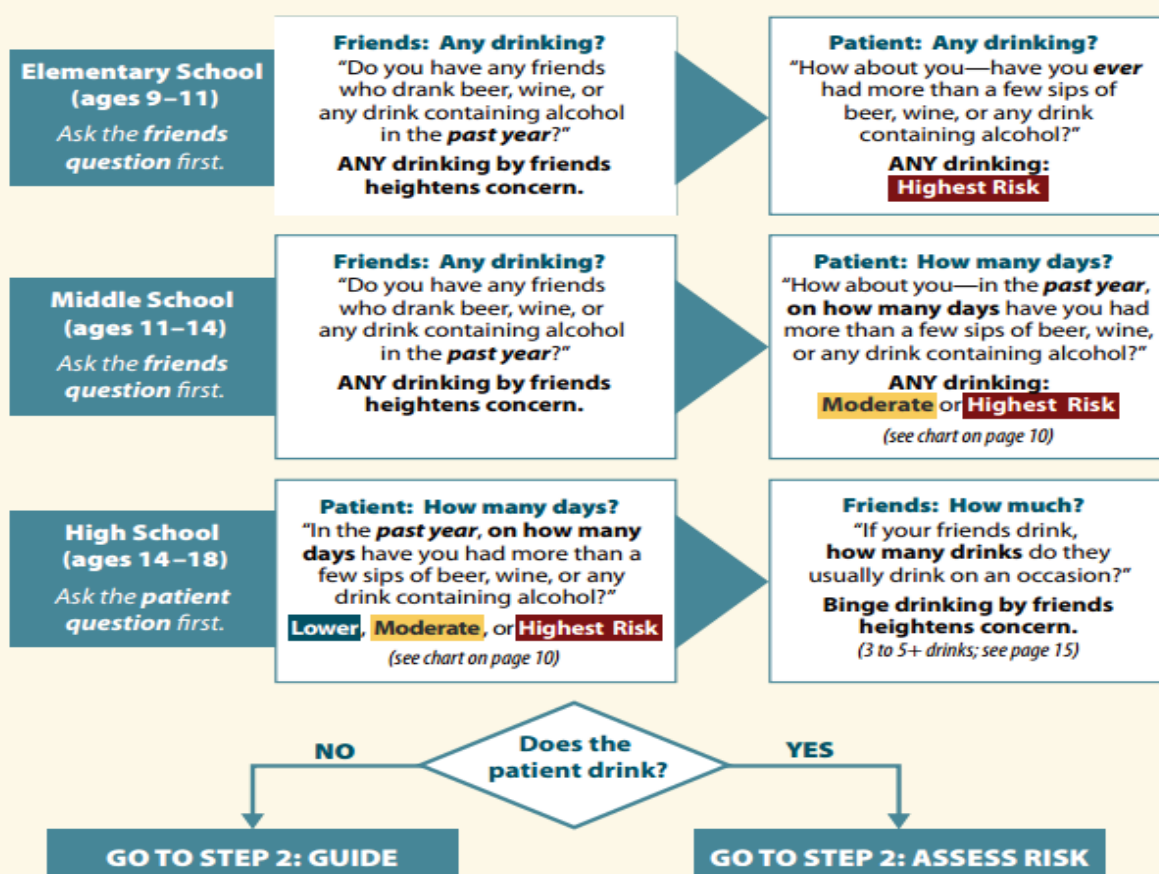 Elementary School
(ages 9–11)
Ask the friends
question first.
Friends: Any drinking?
“Do you have any friends
who drank beer, wine, or
any drink containing alcohol
in the past year?”
ANY drinking by friends
heightens concern.
Patient: Any drinking?
“How about you—have you ever
had more than a few sips of
beer, wine, or any drink
containing alcohol?”
ANY drinking:
Highest Risk
Middle School
(ages 11–14)
Ask the friends
question first.
Friends: Any drinking?
“Do you have any friends
who drank beer, wine, or
any drink containing alcohol
in the past year?”
ANY drinking by friends
heightens concern.
Patient: How many days?
“How about you—in the past year,
on how many days have you had
more than a few sips of beer, wine,
or any drink containing alcohol?”
ANY drinking:
Moderate or Highest Risk
(see chart on page 10)
High School
(ages 14–18)
Ask the patient
question first.
Patient: How many days?
“In the past year, on how many
days have you had more than a
few sips of beer, wine, or any
drink containing alcohol?”
Lower, Moderate, or Highest Risk
(see chart on page 10)
Friends: How much?
“If your friends drink,
how many drinks do they
usually drink on an occasion?”
Binge drinking by friends
heightens concern.
(3 to 5+ drinks; see page 15)
Does the
patient drink?
NO
YES
GO TO STEP 2: GUIDE
GO TO STEP 2: ASSESS RISK